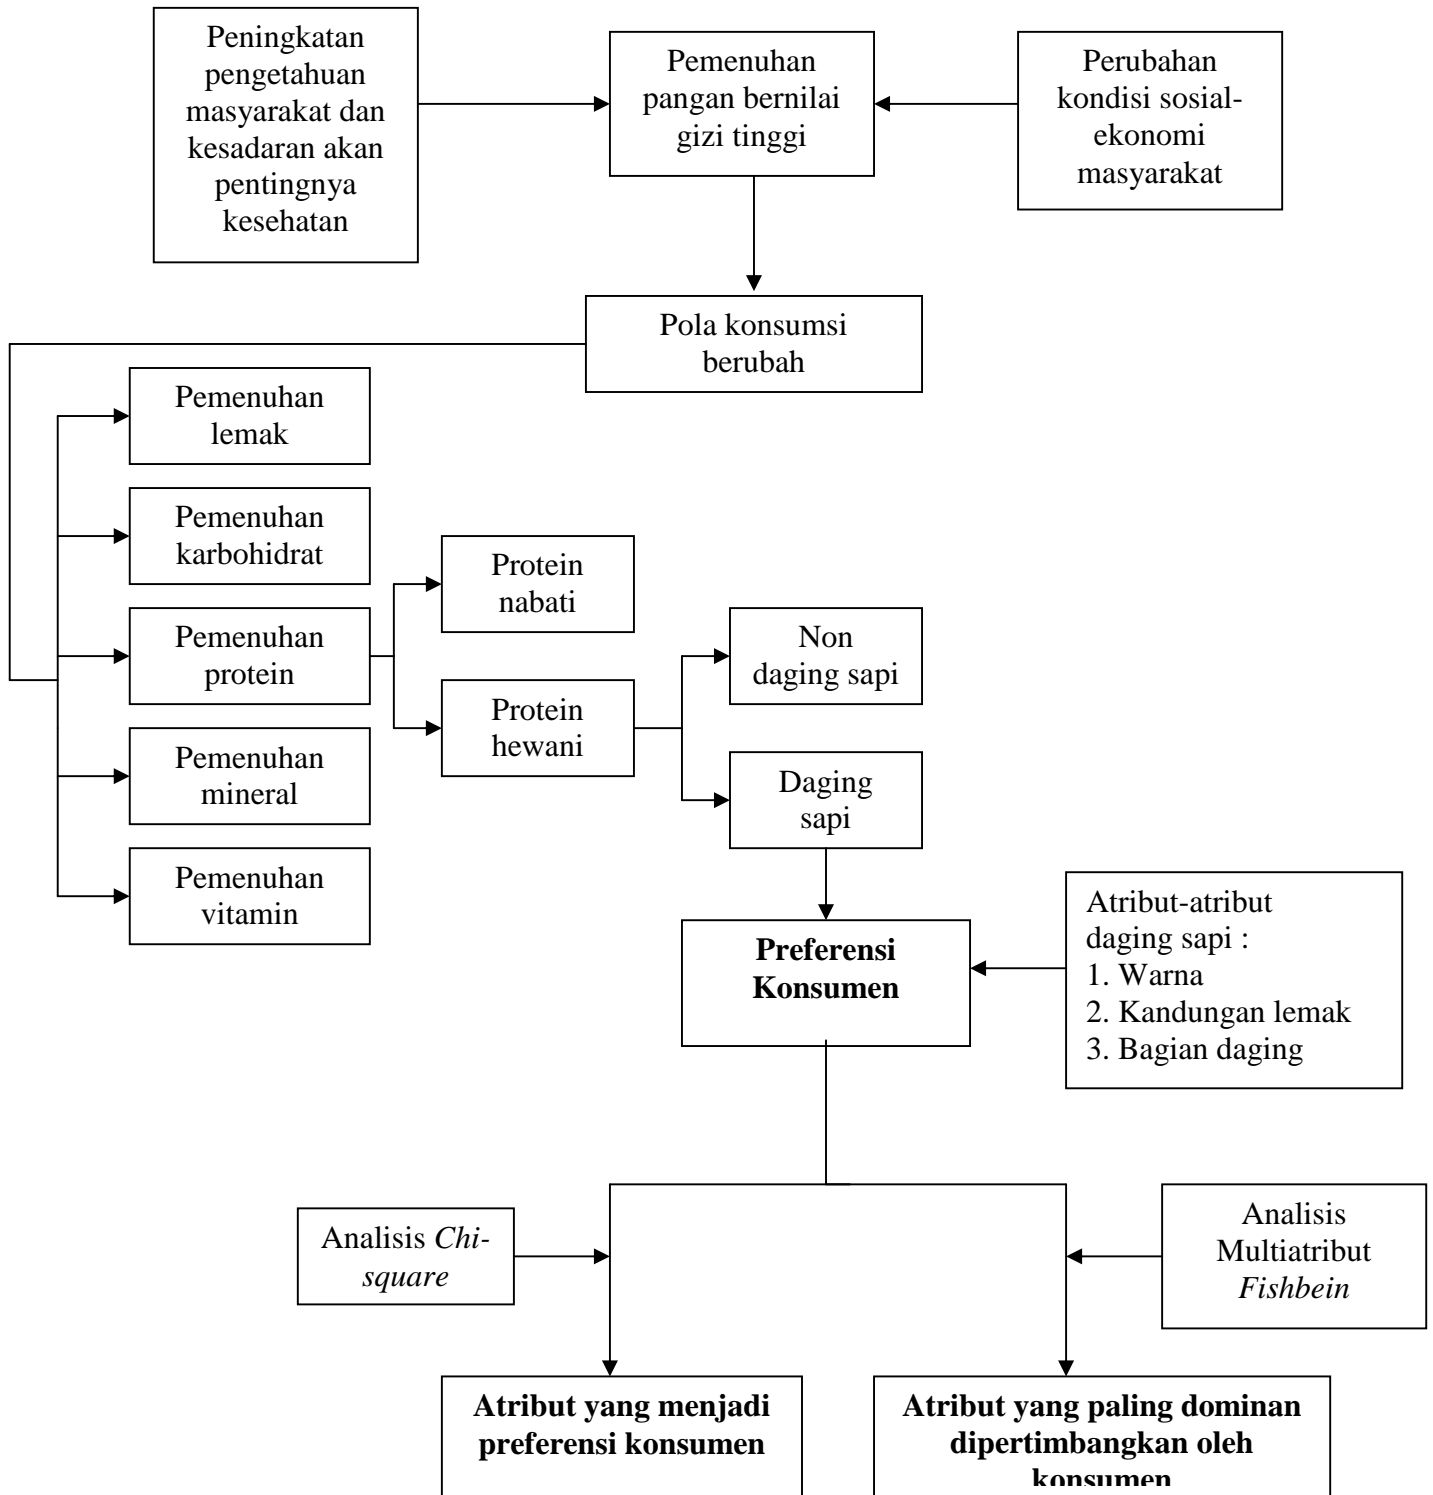 Peningkatan
pengetahuan
masyarakat dan
kesadaran akan
pentingnya
kesehatan
Pemenuhan
pangan bernilai
gizi tinggi
Perubahan
kondisi sosial-
ekonomi
masyarakat
Pola konsumsi
berubah
Pemenuhan
lemak
Pemenuhan
karbohidrat
Pemenuhan
protein
Pemenuhan
mineral
Pemenuhan
vitamin
Protein
nabati
Protein
hewani
Non
daging sapi
Daging
sapi
Preferensi
Konsumen
Atribut-atribut
daging sapi :
1. Warna
2. Kandungan lemak
3. Bagian daging
Analisis Chi-
square
Analisis
Multiatribut
Fishbein
Atribut yang menjadi
preferensi konsumen
Atribut yang paling dominan
dipertimbangkan oleh
konsumen